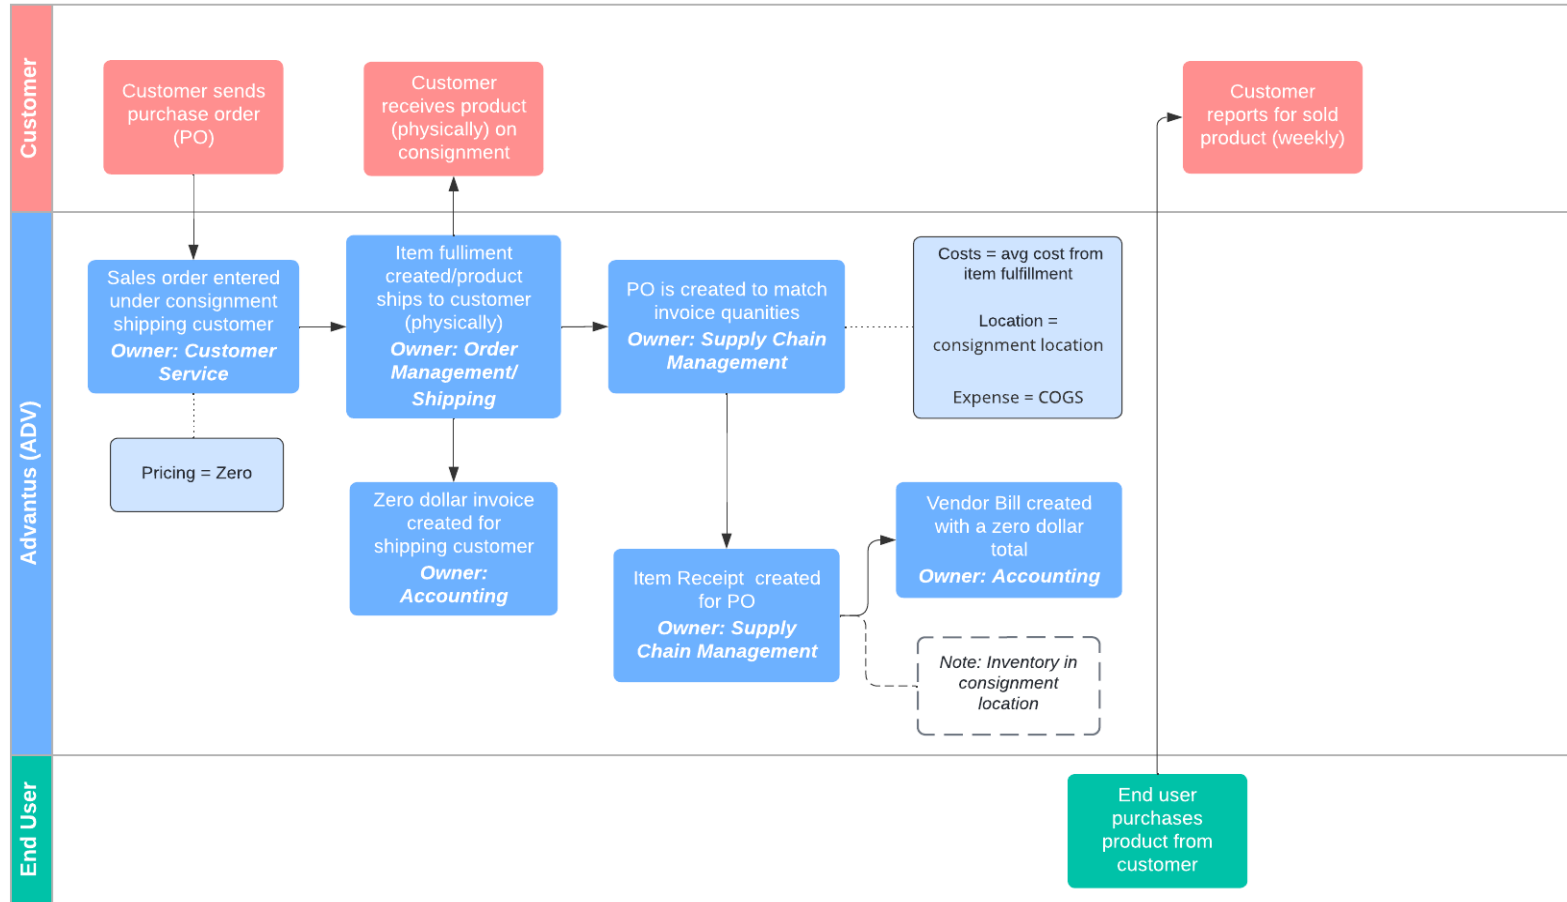 Customer
Customer sends
purchase order
(PO)
Customer
receives product
(physically) on
consignment
Customer
reports for sold
product (weekly)
Advantus (ADV)
Sales order entered
under consignment
shipping customer
Owner: Customer
Service
Pricing = Zero
Item fulliment
created/product
ships to customer
(physically)
Owner: Order
Management/
Shipping
Zero dollar invoice
created for
shipping customer
Owner:
Accounting
PO is created to match
invoice quanities
Owner: Supply Chain
Management
Costs = avg cost from
item fulfillment
Location =
consignment location
Expense = COGS
Item Receipt created
for PO
Owner: Supply
Chain Management
Vendor Bill created
with a zero dollar
total
Owner: Accounting
Note: Inventory in
consignment
location
End User
End user
purchases
product from
customer